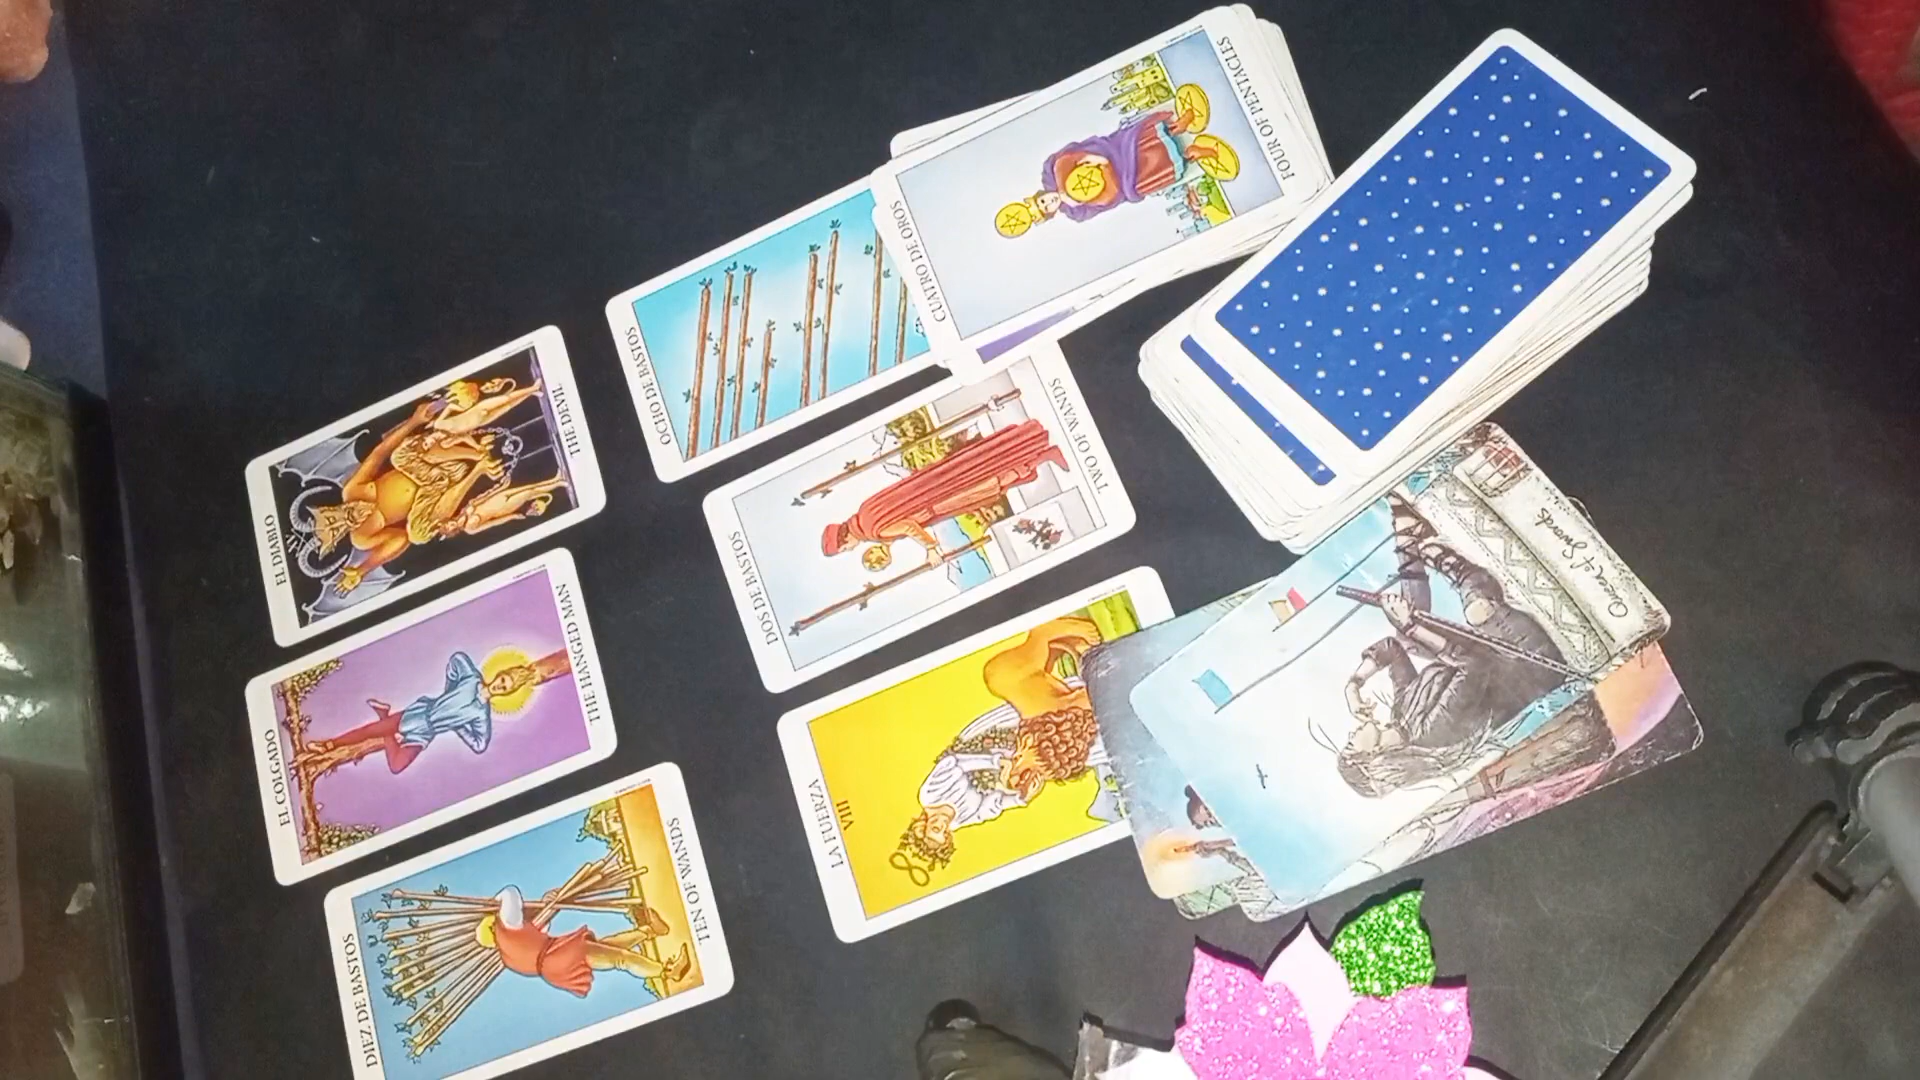 EL DIABLO
THE DEVIL
EL COLGADO
THE HANGED MAN
DIEZ DE BASTOS
TEN OF WANDS
OCHO DE BASTOS
DOS DE BASTOS
TWO OF WANDS
LA FUERZA
VIII
CUATRO DE OROS
FOUR OF PENTACLES
Queen of Swords